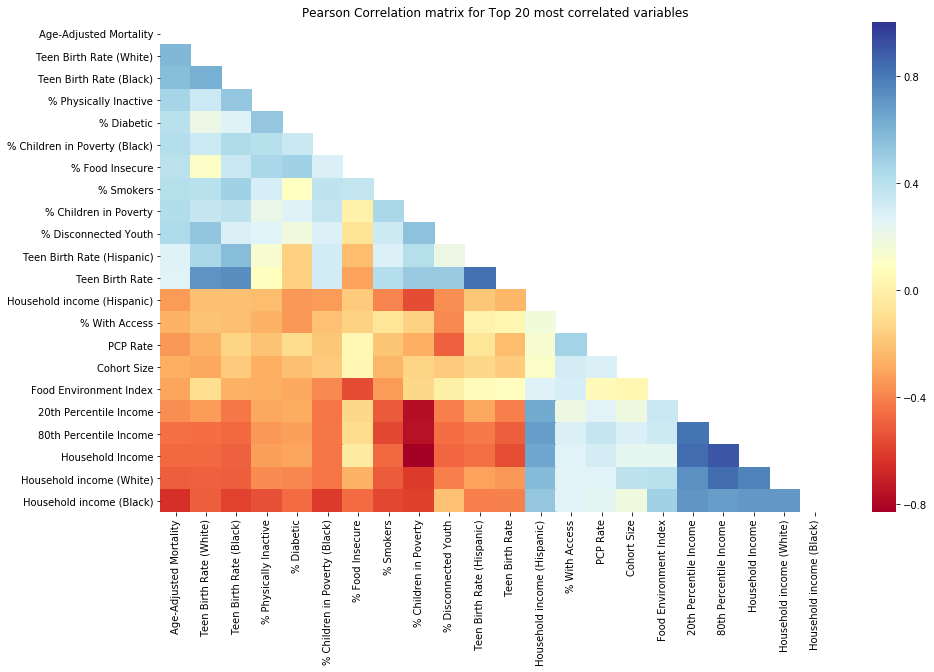 Pearson Correlation matrix for Top 20 most correlated variables
Age-Adjusted Mortality
Teen Birth Rate (White)
Teen Birth Rate (Black)
% Physically Inactive
% Diabetic
% Children in Poverty (Black)
% Food Insecure
% Smokers
% Children in Poverty
% Disconnected Youth
Teen Birth Rate (Hispanic)
Teen Birth Rate
Household income (Hispanic)
% With Access
PCP Rate
Cohort Size
Food Environment Index
20th Percentile Income
80th Percentile Income
Household Income
Household income (White)
Household income (Black)
Age-Adjusted Mortality
Teen Birth Rate (White)
Teen Birth Rate (Black)
% Physically Inactive
% Diabetic
% Children in Poverty (Black)
% Food Insecure
% Smokers
% Children in Poverty
% Disconnected Youth
Teen Birth Rate (Hispanic)
Teen Birth Rate
Household income (Hispanic)
% With Access
PCP Rate
Cohort Size
Food Environment Index
20th Percentile Income
80th Percentile Income
Household Income
Household income (White)
Household income (Black)
0.8
0.4
0.0
−0.4
−0.8